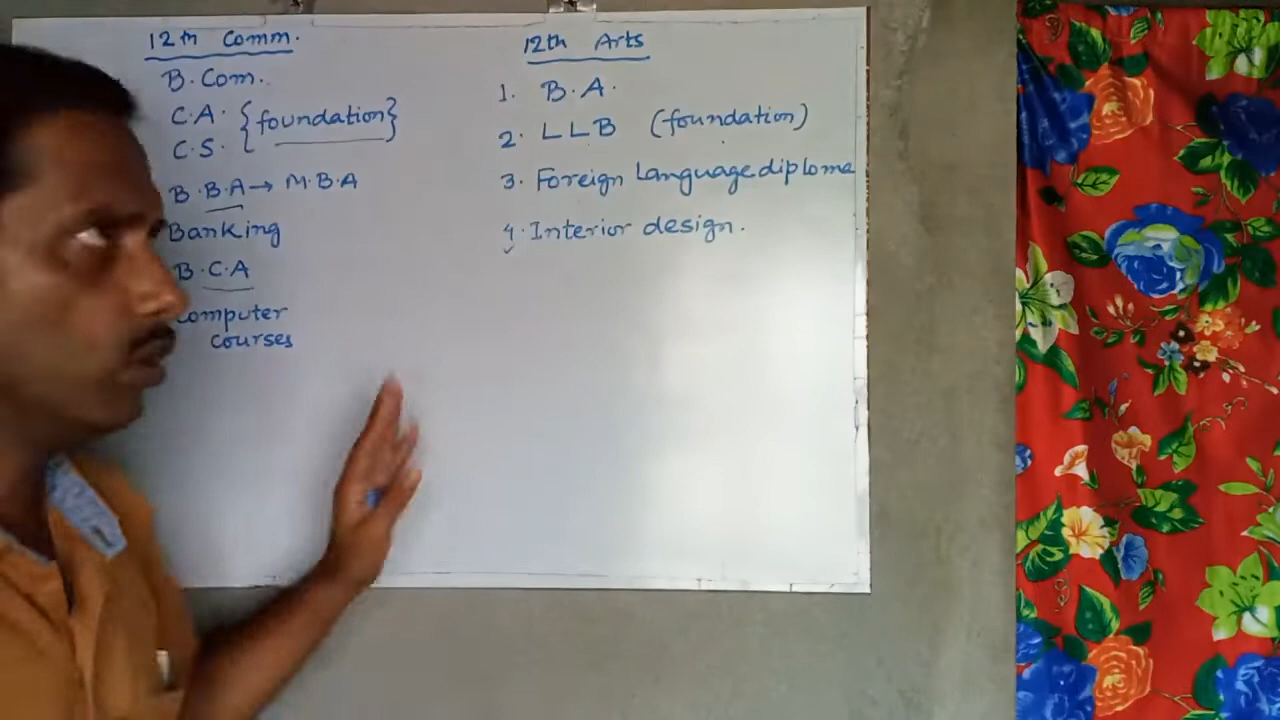 12th Comm.
B.Com.
C.A. {foundation}
C.S.
B.B.A → M.B.A
Banking
B.C.A
Computer
courses
12th Arts
1. B.A.
2. LLB (foundation)
3. Foreign Language diploma
4. Interior design.